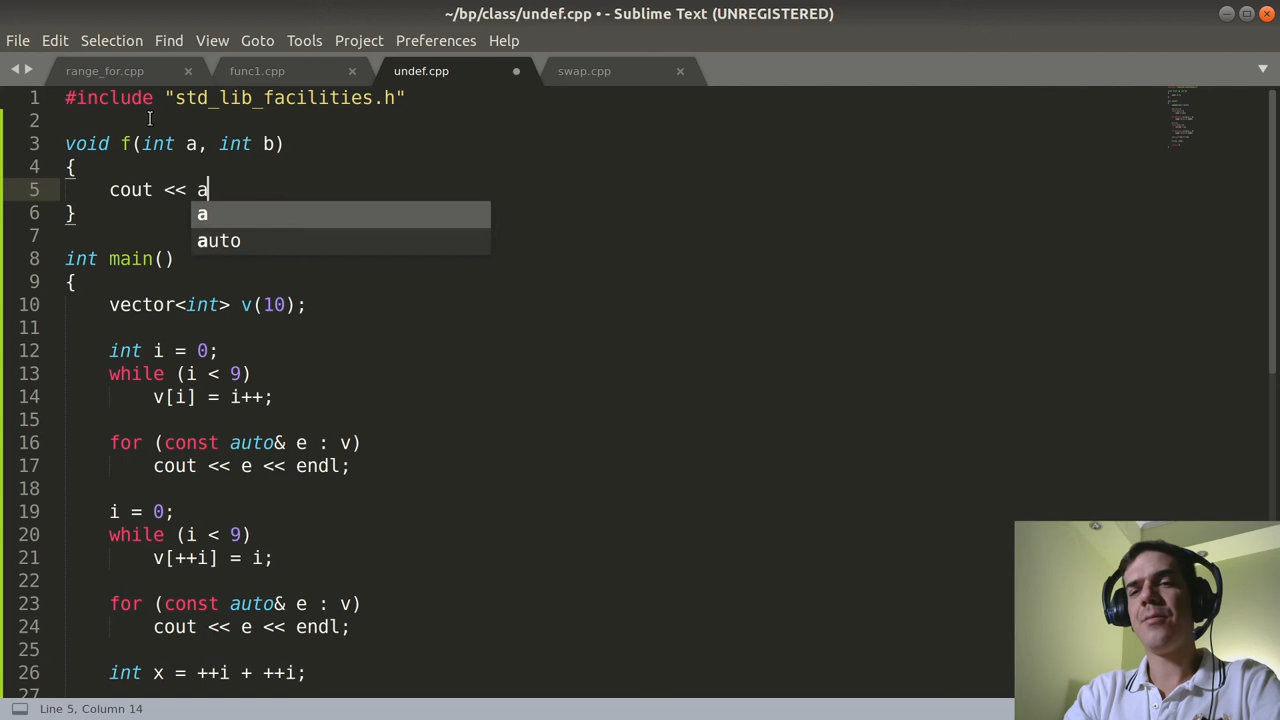 ~/bp/class/undef.cpp • - Sublime Text (UNREGISTERED)
File Edit Selection Find View Goto Tools Project Preferences Help
range_for.cpp × func1.cpp × undef.cpp • swap.cpp ×
1 #include "std_lib_facilities.h"
2
3 void f(int a, int b)
4 {
5 cout << a
a
6 }
auto
7
8 int main()
9 {
10 vector<int> v(10);
11
12 int i = 0;
13 while (i < 9)
14 v[i] = i++;
15
16 for (const auto& e : v)
17 cout << e << endl;
18
19 i = 0;
20 while (i < 9)
21 v[++i] = i;
22
23 for (const auto& e : v)
24 cout << e << endl;
25
26 int x = ++i + ++i;
27
Line 5, Column 14